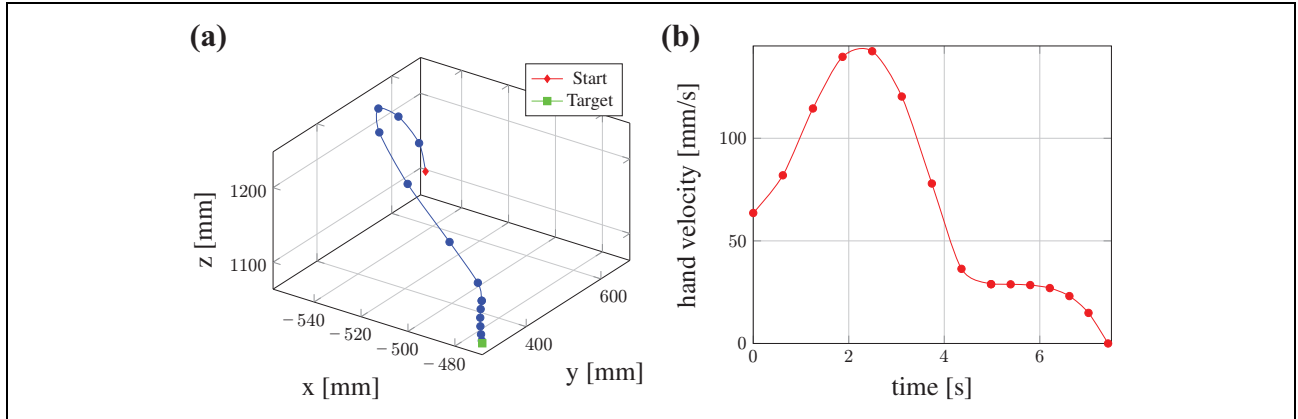 (a)
Start
Target
1200
1100
z [mm]
−540
−520
−500
−480
x [mm]
400
600
y [mm]
(b)
100
50
0
hand velocity [mm/s]
0
2
4
6
time [s]